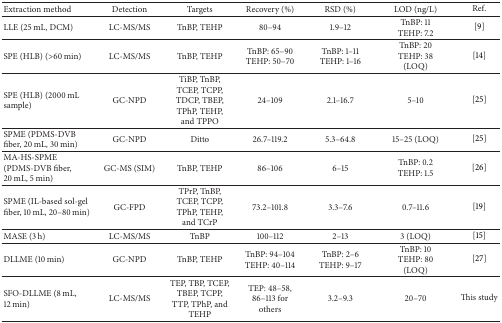 Extraction method Detection Targets Recovery (%) RSD (%) LOD (ng/L) Ref.
LLE (25 mL, DCM) LC-MS/MS TnBP, TEHP 80–94 1.9–12 TnBP: 11
TEHP: 7.2 [9]
SPE (HLB) (>60 min) LC-MS/MS TnBP, TEHP TnBP: 65–90
TEHP: 50–70 TnBP: 1–11
TEHP: 1–16 TnBP: 20
TEHP: 38
(LOQ) [14]
SPE (HLB) (2000 mL
sample) GC-NPD TiBP, TnBP,
TCEP, TCPP,
TDCP, TBEP,
TPhP, TEHP,
and TPPO 24–109 2.1–16.7 5–10 [25]
SPME (PDMS-DVB
fiber, 20 mL, 30 min) GC-NPD Ditto 26.7–119.2 5.3–64.8 15–25 (LOQ) [25]
MA-HS-SPME
(PDMS-DVB fiber,
20 mL, 5 min) GC-MS (SIM) TnBP, TEHP 86–106 6–15 TnBP: 0.2
TEHP: 1.5 [26]
SPME (IL-based sol-gel
fiber, 10 mL, 20–80 min) GC-FPD TPrP, TnBP,
TCEP, TCPP,
TPhP, TEHP,
and TCrP 73.2–101.8 3.3–7.6 0.7–11.6 [19]
MASE (3 h) LC-MS/MS TnBP 100–112 2–13 3 (LOQ) [15]
DLLME (10 min) GC-NPD TnBP, TEHP TnBP: 94–104
TEHP: 40–114 TnBP: 2–6
TEHP: 9–17 TnBP: 10
TEHP: 80
(LOQ) [27]
SFO-DLLME (8 mL,
12 min) LC-MS/MS TEP, TBP, TCEP,
TBEP, TCPP,
TTP, TPhP, and
TEHP TEP: 48–58,
86–113 for
others 3.2–9.3 20–70 This study